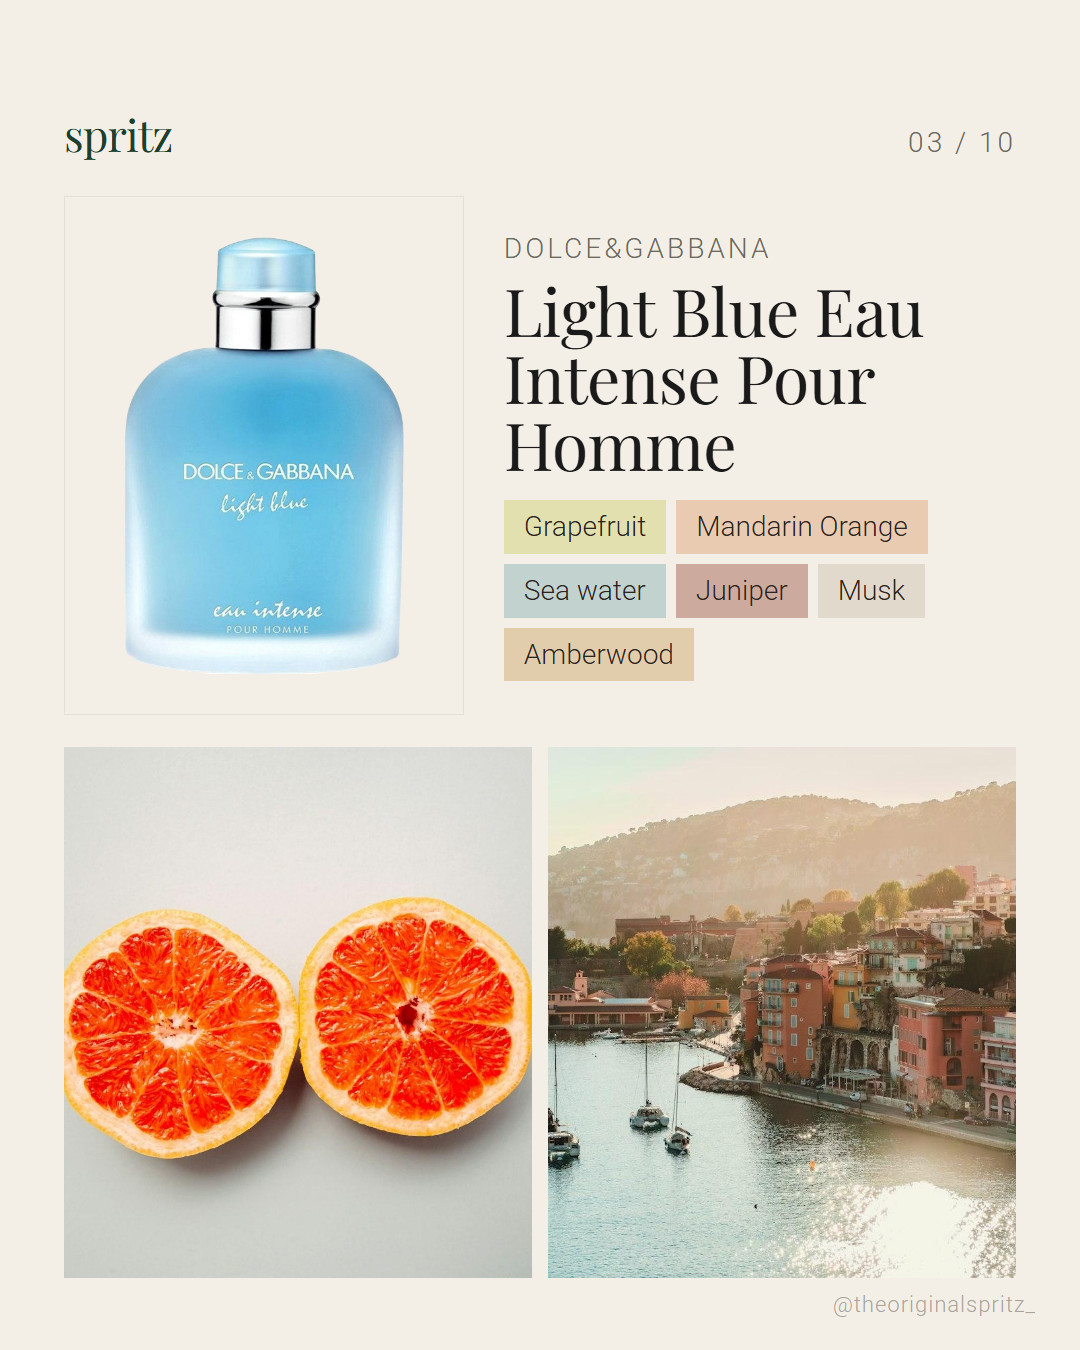 spritz
03 / 10
DOLCE & GABBANA
light blue
eau intense
POUR HOMME
DOLCE&GABBANA
Light Blue Eau
Intense Pour
Homme
Grapefruit
Mandarin Orange
Sea water
Juniper
Musk
Amberwood
@theoriginalspritz_